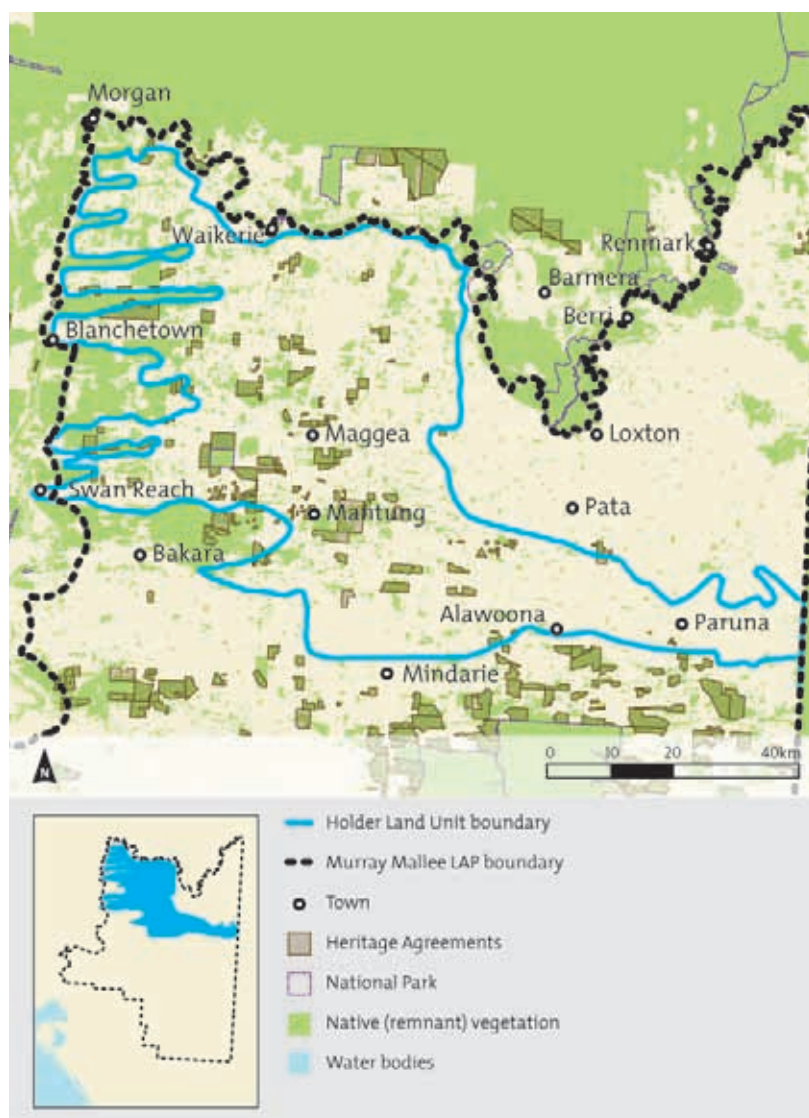 Morgan
Waikerie
Renmark
Barmera
Berri
Blanchetown
Maggea
Loxton
Swan Reach
Mantung
Pata
Bakara
Alawoona
Paruna
Mindarie
N
0 10 20 40km
Holder Land Unit boundary
Murray Mallee LAP boundary
Town
Heritage Agreements
National Park
Native (remnant) vegetation
Water bodies